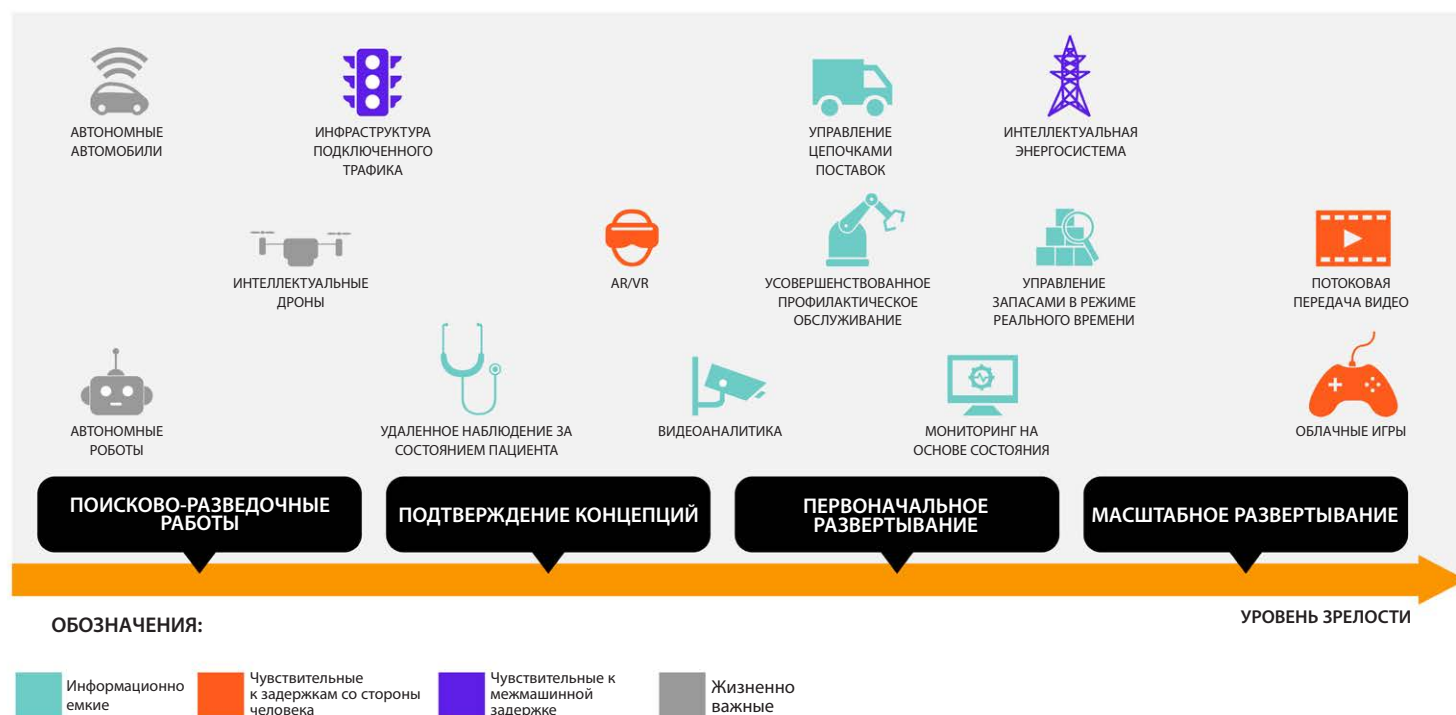 АВТОНОМНЫЕ
АВТОМОБИЛИ
ИНФРАСТРУКТУРА
ПОДКЛЮЧЕННОГО
ТРАФИКА
УПРАВЛЕНИЕ
ЦЕПОЧКАМИ
ПОСТАВОК
ИНТЕЛЛЕКТУАЛЬНАЯ
ЭНЕРГОСИСТЕМА
ИНТЕЛЛЕКТУАЛЬНЫЕ
ДРОНЫ
AR/VR
УСОВЕРШЕНСТВОВАННОЕ
ПРОФИЛАКТИЧЕСКОЕ
ОБСЛУЖИВАНИЕ
УПРАВЛЕНИЕ
ЗАПАСАМИ В РЕЖИМЕ
РЕАЛЬНОГО ВРЕМЕНИ
ПОТОКОВАЯ
ПЕРЕДАЧА ВИДЕО
АВТОНОМНЫЕ
РОБОТЫ
УДАЛЕННОЕ НАБЛЮДЕНИЕ ЗА
СОСТОЯНИЕМ ПАЦИЕНТА
ВИДЕОАНАЛИТИКА
МОНИТОРИНГ НА
ОСНОВЕ СОСТОЯНИЯ
ОБЛАЧНЫЕ ИГРЫ
ПОИСКОВО-РАЗВЕДОЧНЫЕ
РАБОТЫ
ПОДТВЕРЖДЕНИЕ КОНЦЕПЦИЙ
ПЕРВОНАЧАЛЬНОЕ
РАЗВЕРТЫВАНИЕ
МАСШТАБНОЕ РАЗВЕРТЫВАНИЕ
УРОВЕНЬ ЗРЕЛОСТИ
ОБОЗНАЧЕНИЯ:
Информационно
емкие
Чувствительные
к задержкам со стороны
человека
Чувствительные к
межмашинной
задержке
Жизненно
важные